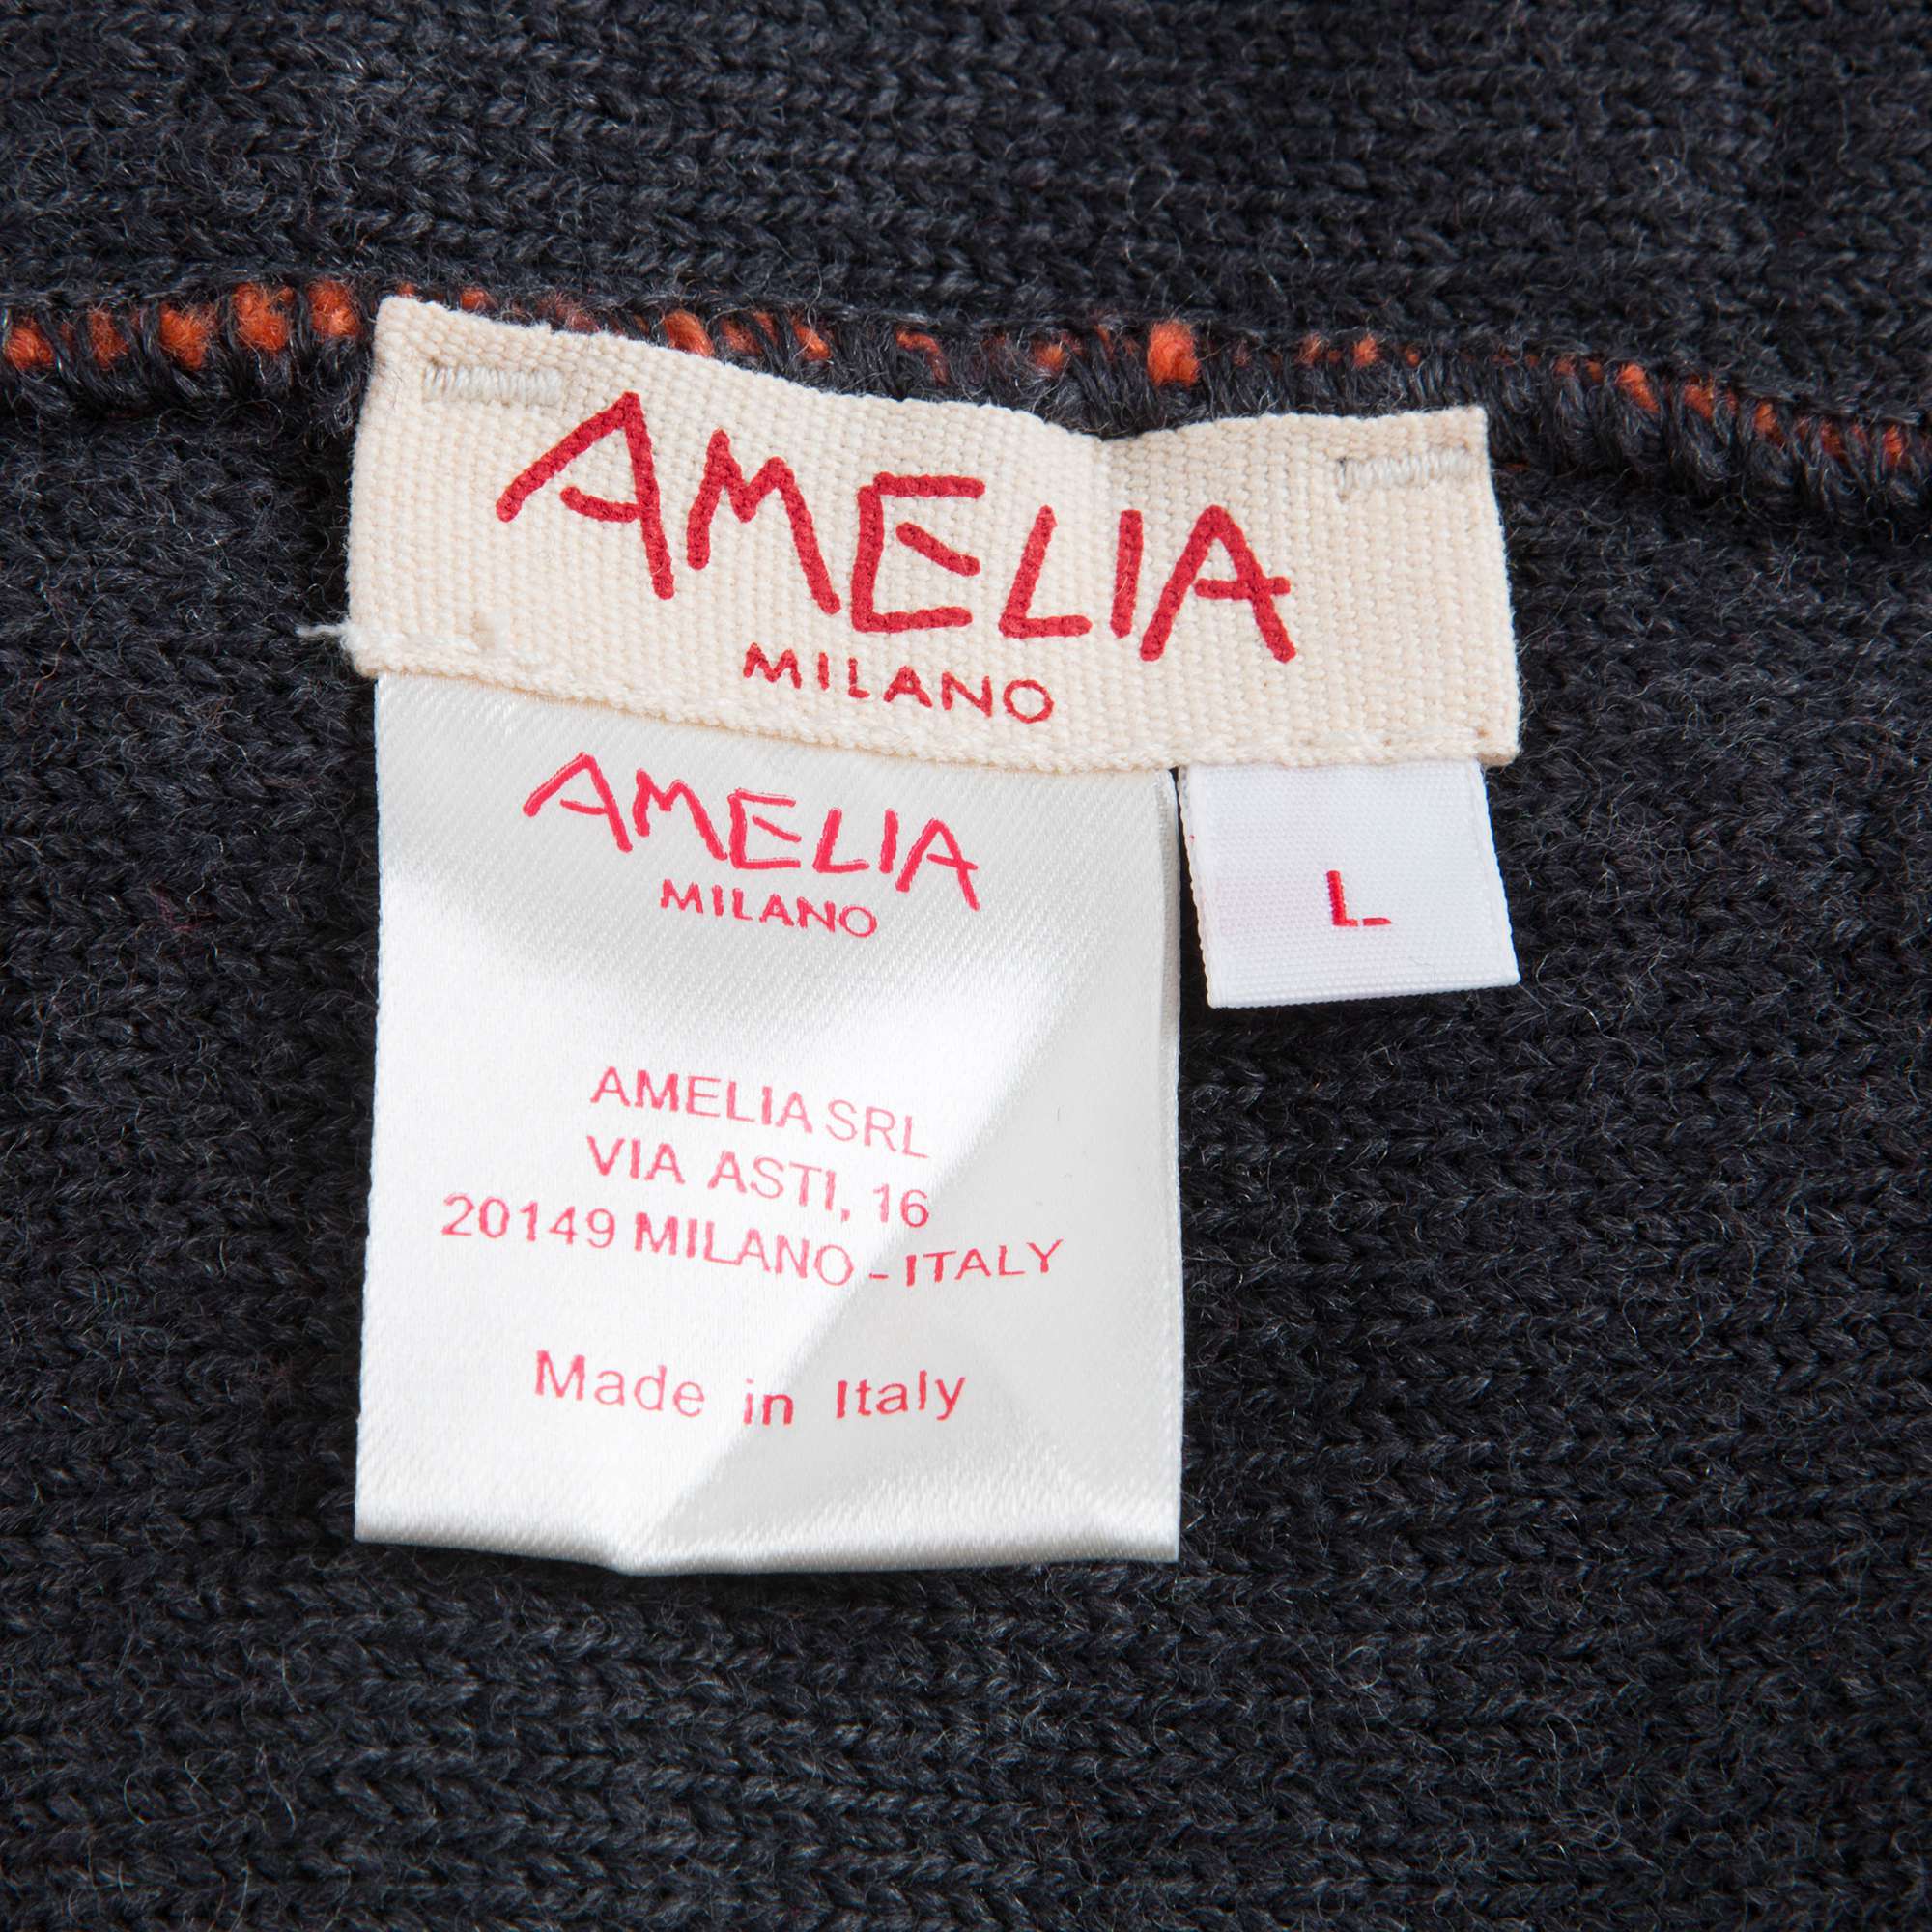 AMELIA
MILANO
AMELIA
MILANO
L
AMELIA SRL
VIA ASTI, 16
20149 MILANO - ITALY
Made in Italy